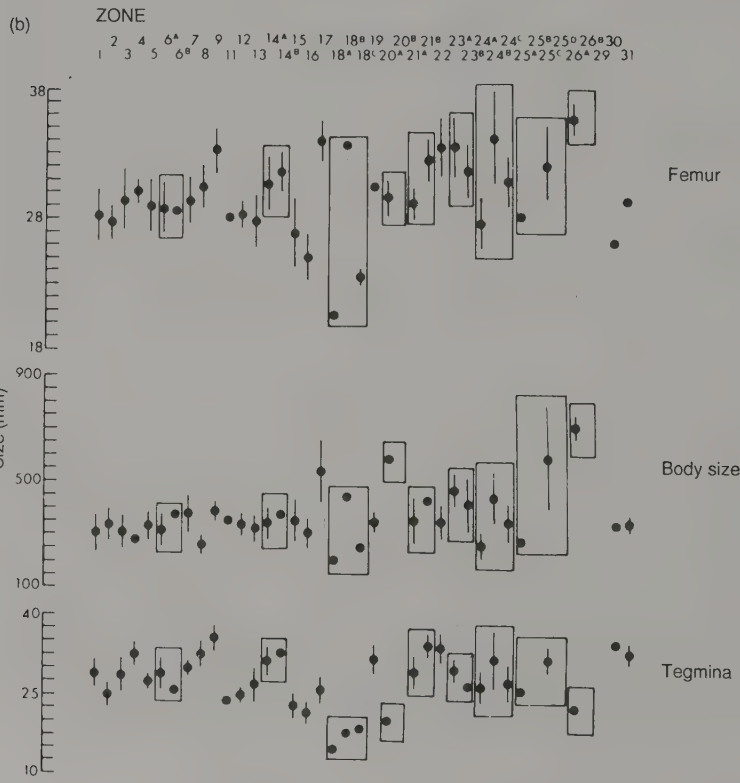 (b)
ZONE
2 4 6ᴬ 7 9 12 14ᴬ 15 17 18ᴮ 19 20ᴮ 21ᴮ 23ᴬ 24ᴬ 24ᶜ 25ᴮ 25ᴰ 26ᴮ 30
1 3 5 6ᴮ 8 11 13 14ᴮ 16 18ᴬ 18ᶜ 20ᴬ 21ᴬ 22 23ᴮ 24ᴮ 25ᴬ 25ᶜ 26ᴬ 29 31
38
28
18
Femur
Size (mm)
900
500
100
Body size
40
25
10
Tegmina